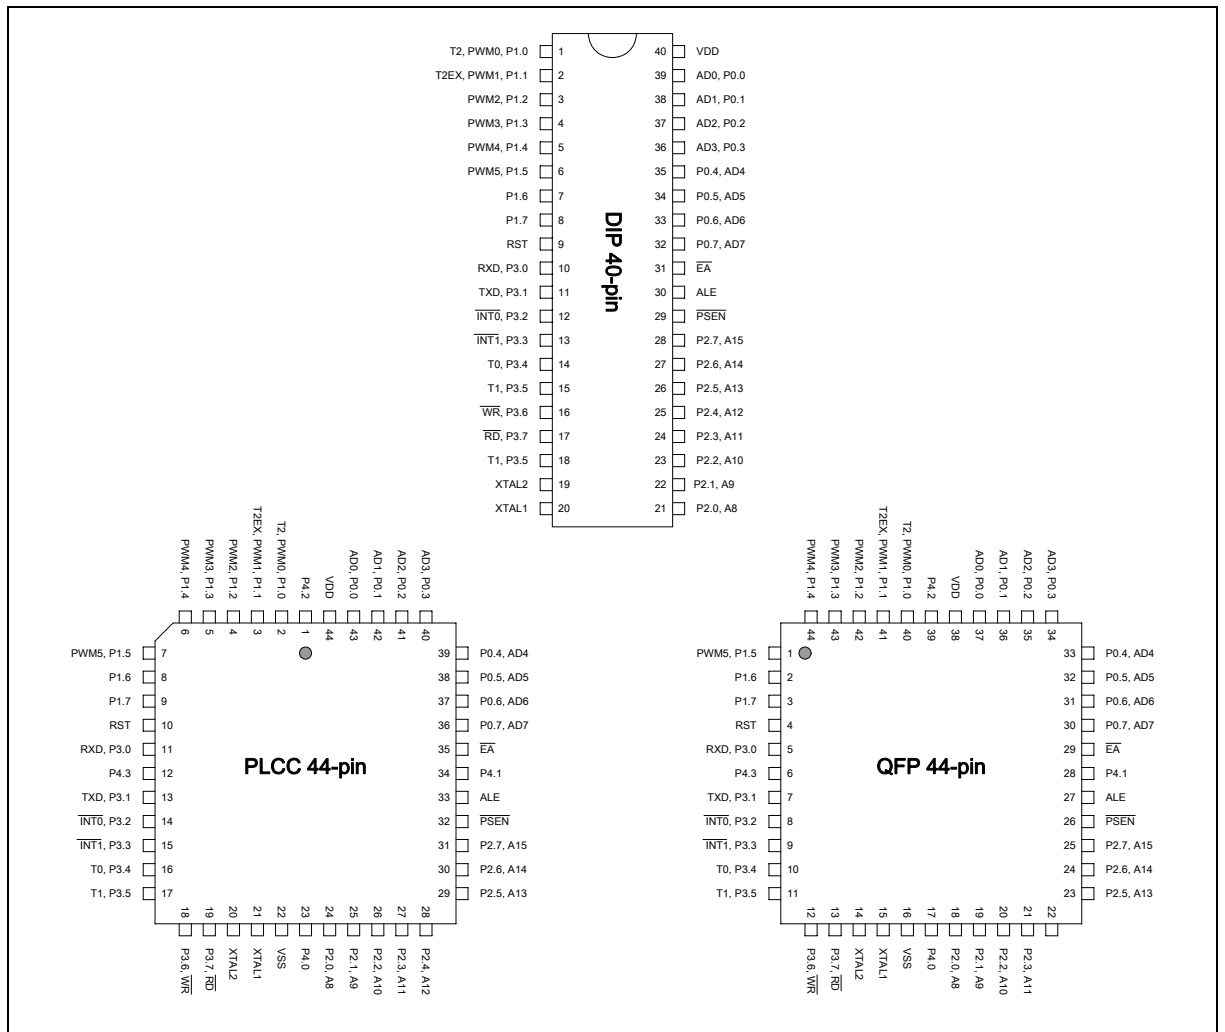 T2, PWM0, P1.0 1 40 VDD
T2EX, PWM1, P1.1 2 39 AD0, P0.0
PWM2, P1.2 3 38 AD1, P0.1
PWM3, P1.3 4 37 AD2, P0.2
PWM4, P1.4 5 36 AD3, P0.3
PWM5, P1.5 6 35 P0.4, AD4
P1.6 7 34 P0.5, AD5
P1.7 8 33 P0.6, AD6
RST 9 32 P0.7, AD7
RXD, P3.0 10 31 EA
TXD, P3.1 11 30 ALE
INT0, P3.2 12 29 PSEN
INT1, P3.3 13 28 P2.7, A15
T0, P3.4 14 27 P2.6, A14
T1, P3.5 15 26 P2.5, A13
WR, P3.6 16 25 P2.4, A12
RD, P3.7 17 24 P2.3, A11
T1, P3.5 18 23 P2.2, A10
XTAL2 19 22 P2.1, A9
XTAL1 20 21 P2.0, A8
DIP 40-pin
PWM4, P1.4
PWM3, P1.3
PWM2, P1.2
T2EX, PWM1, P1.1
T2, PWM0, P1.0
P4.2
VDD
AD0, P0.0
AD1, P0.1
AD2, P0.2
AD3, P0.3
6 5 4 3 2 1 44 43 42 41 40
PWM5, P1.5 7 39 P0.4, AD4
P1.6 8 38 P0.5, AD5
P1.7 9 37 P0.6, AD6
RST 10 36 P0.7, AD7
RXD, P3.0 11 35 EA
P4.3 12 34 P4.1
TXD, P3.1 13 33 ALE
INT0, P3.2 14 32 PSEN
INT1, P3.3 15 31 P2.7, A15
T0, P3.4 16 30 P2.6, A14
T1, P3.5 17 29 P2.5, A13
PLCC 44-pin
18 19 20 21 22 23 24 25 26 27 28
P3.6, WR
P3.7, RD
XTAL2
XTAL1
VSS
P4.0
P2.0, A8
P2.1, A9
P2.2, A10
P2.3, A11
P2.4, A12
PWM4, P1.4
PWM3, P1.3
PWM2, P1.2
T2EX, PWM1, P1.1
T2, PWM0, P1.0
P4.2
VDD
AD0, P0.0
AD1, P0.1
AD2, P0.2
AD3, P0.3
44 43 42 41 40 39 38 37 36 35 34
PWM5, P1.5 1 33 P0.4, AD4
P1.6 2 32 P0.5, AD5
P1.7 3 31 P0.6, AD6
RST 4 30 P0.7, AD7
RXD, P3.0 5 29 EA
P4.3 6 28 P4.1
TXD, P3.1 7 27 ALE
INT0, P3.2 8 26 PSEN
INT1, P3.3 9 25 P2.7, A15
T0, P3.4 10 24 P2.6, A14
T1, P3.5 11 23 P2.5, A13
QFP 44-pin
12 13 14 15 16 17 18 19 20 21 22
P3.6, WR
P3.7, RD
XTAL2
XTAL1
VSS
P4.0
P2.0, A8
P2.1, A9
P2.2, A10
P2.3, A11